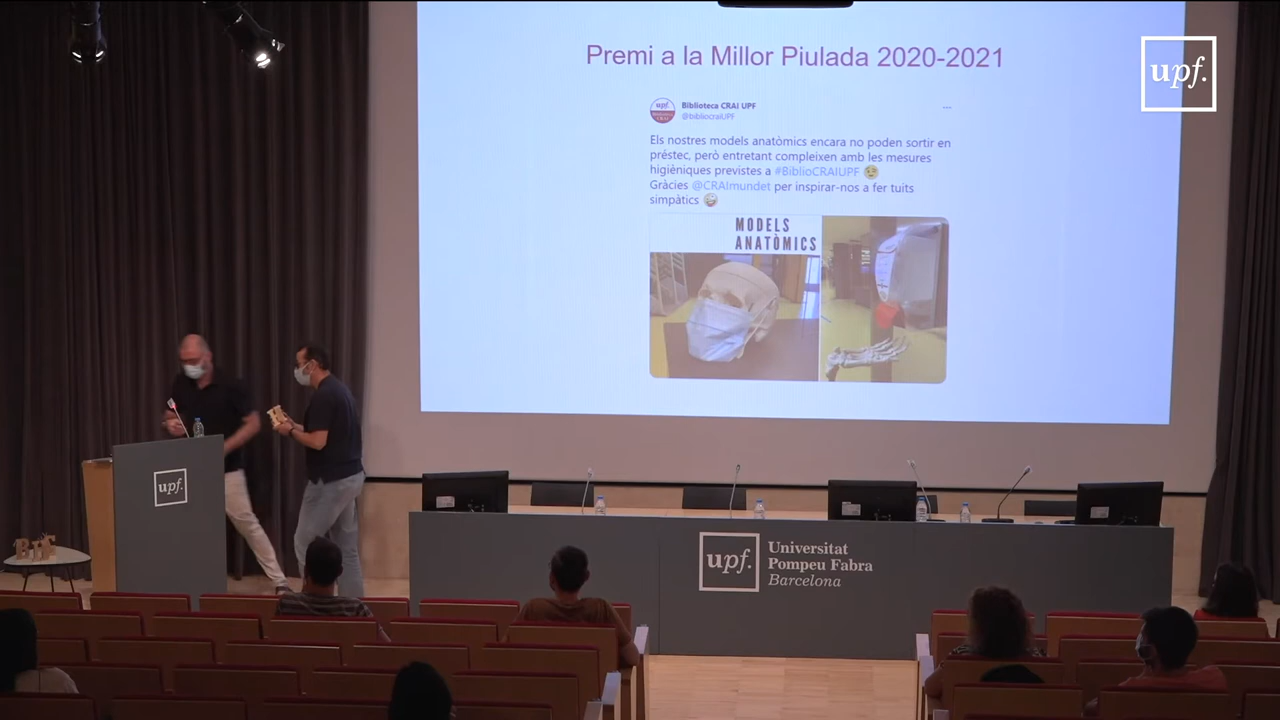 Premi a la Millor Piulada 2020-2021
upf.
upf.
Biblioteca CRAI UPF
@bibliocraiUPF
Els nostres models anatòmics encara no poden sortir en
préstec, però entretant compleixen amb les mesures
higièniques previstes a #BiblioCRAIUPF
Gràcies @CRAImundet per inspirar-nos a fer tuits
simpàtics
MODELS
ANATÒMICS
upf.
upf.
Universitat
Pompeu Fabra
Barcelona